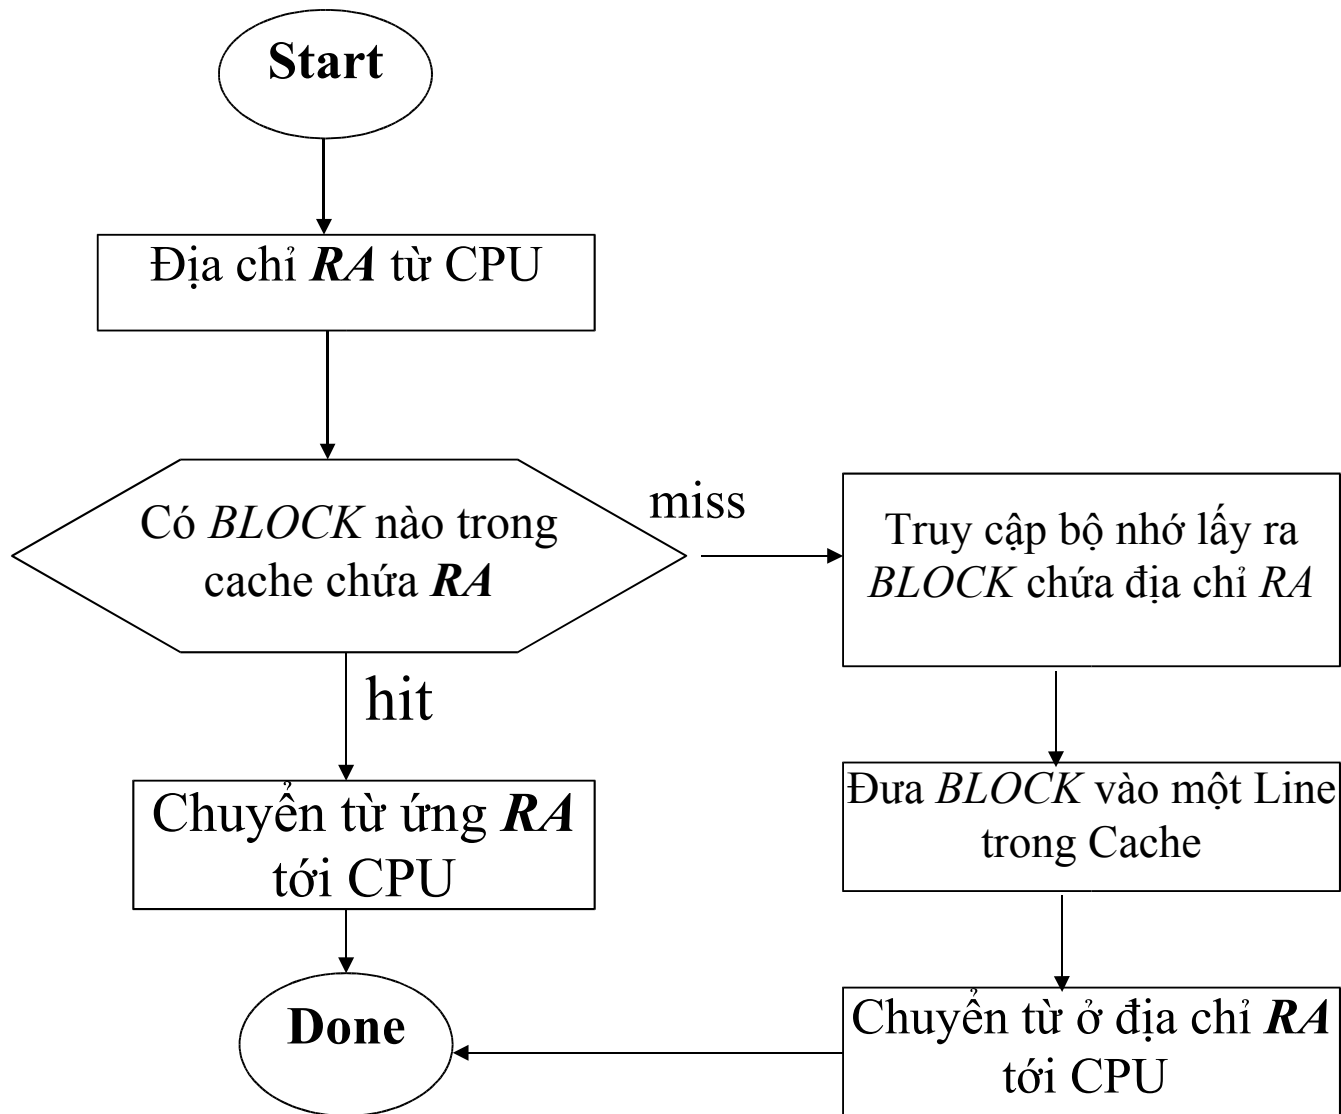 Start
Địa chỉ RA từ CPU
Có BLOCK nào trong
cache chứa RA
miss
hit
Chuyển từ ứng RA
tới CPU
Done
Truy cập bộ nhớ lấy ra
BLOCK chứa địa chỉ RA
Đưa BLOCK vào một Line
trong Cache
Chuyển từ ở địa chỉ RA
tới CPU